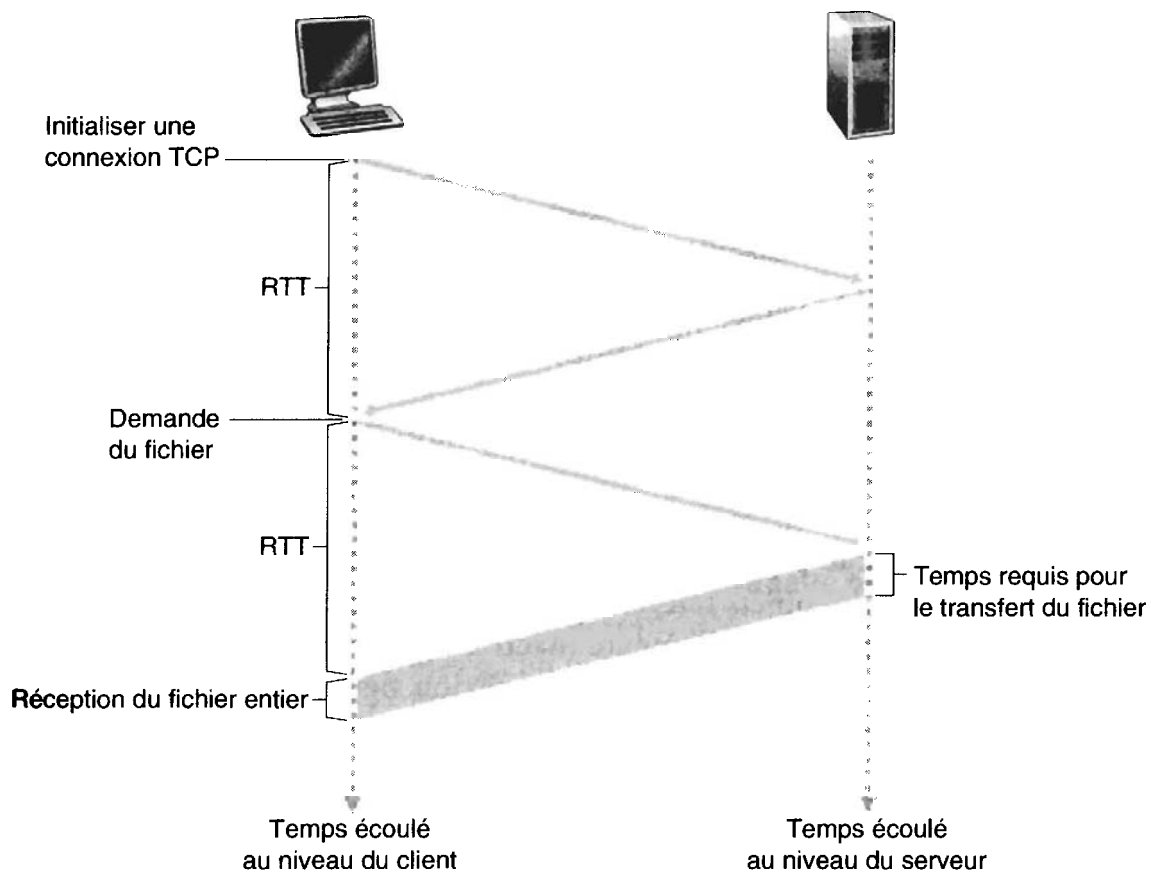 Initialiser une
connexion TCP
RTT
Demande
du fichier
RTT
Temps requis pour
le transfert du fichier
Réception du fichier entier
Temps écoulé
au niveau du client
Temps écoulé
au niveau du serveur